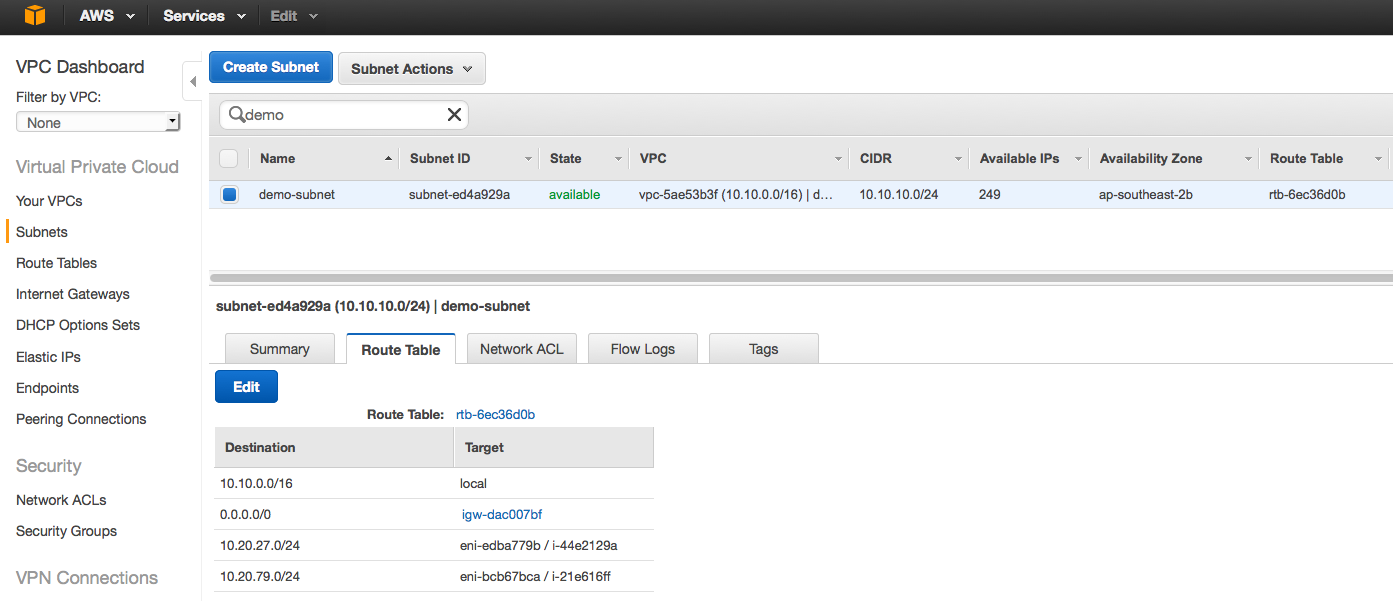 AWS Services Edit
VPC Dashboard
Filter by VPC:
None
Virtual Private Cloud
Your VPCs
Subnets
Route Tables
Internet Gateways
DHCP Options Sets
Elastic IPs
Endpoints
Peering Connections
Security
Network ACLs
Security Groups
VPN Connections
Create Subnet Subnet Actions
demo
Name Subnet ID State VPC CIDR Available IPs Availability Zone Route Table
demo-subnet subnet-ed4a929a available vpc-5ae53b3f (10.10.0.0/16) | d… 10.10.10.0/24 249 ap-southeast-2b rtb-6ec36d0b
subnet-ed4a929a (10.10.10.0/24) | demo-subnet
Summary Route Table Network ACL Flow Logs Tags
Edit
Route Table: rtb-6ec36d0b
Destination Target
10.10.0.0/16 local
0.0.0.0/0 igw-dac007bf
10.20.27.0/24 eni-edba779b / i-44e2129a
10.20.79.0/24 eni-bcb67bca / i-21e616ff